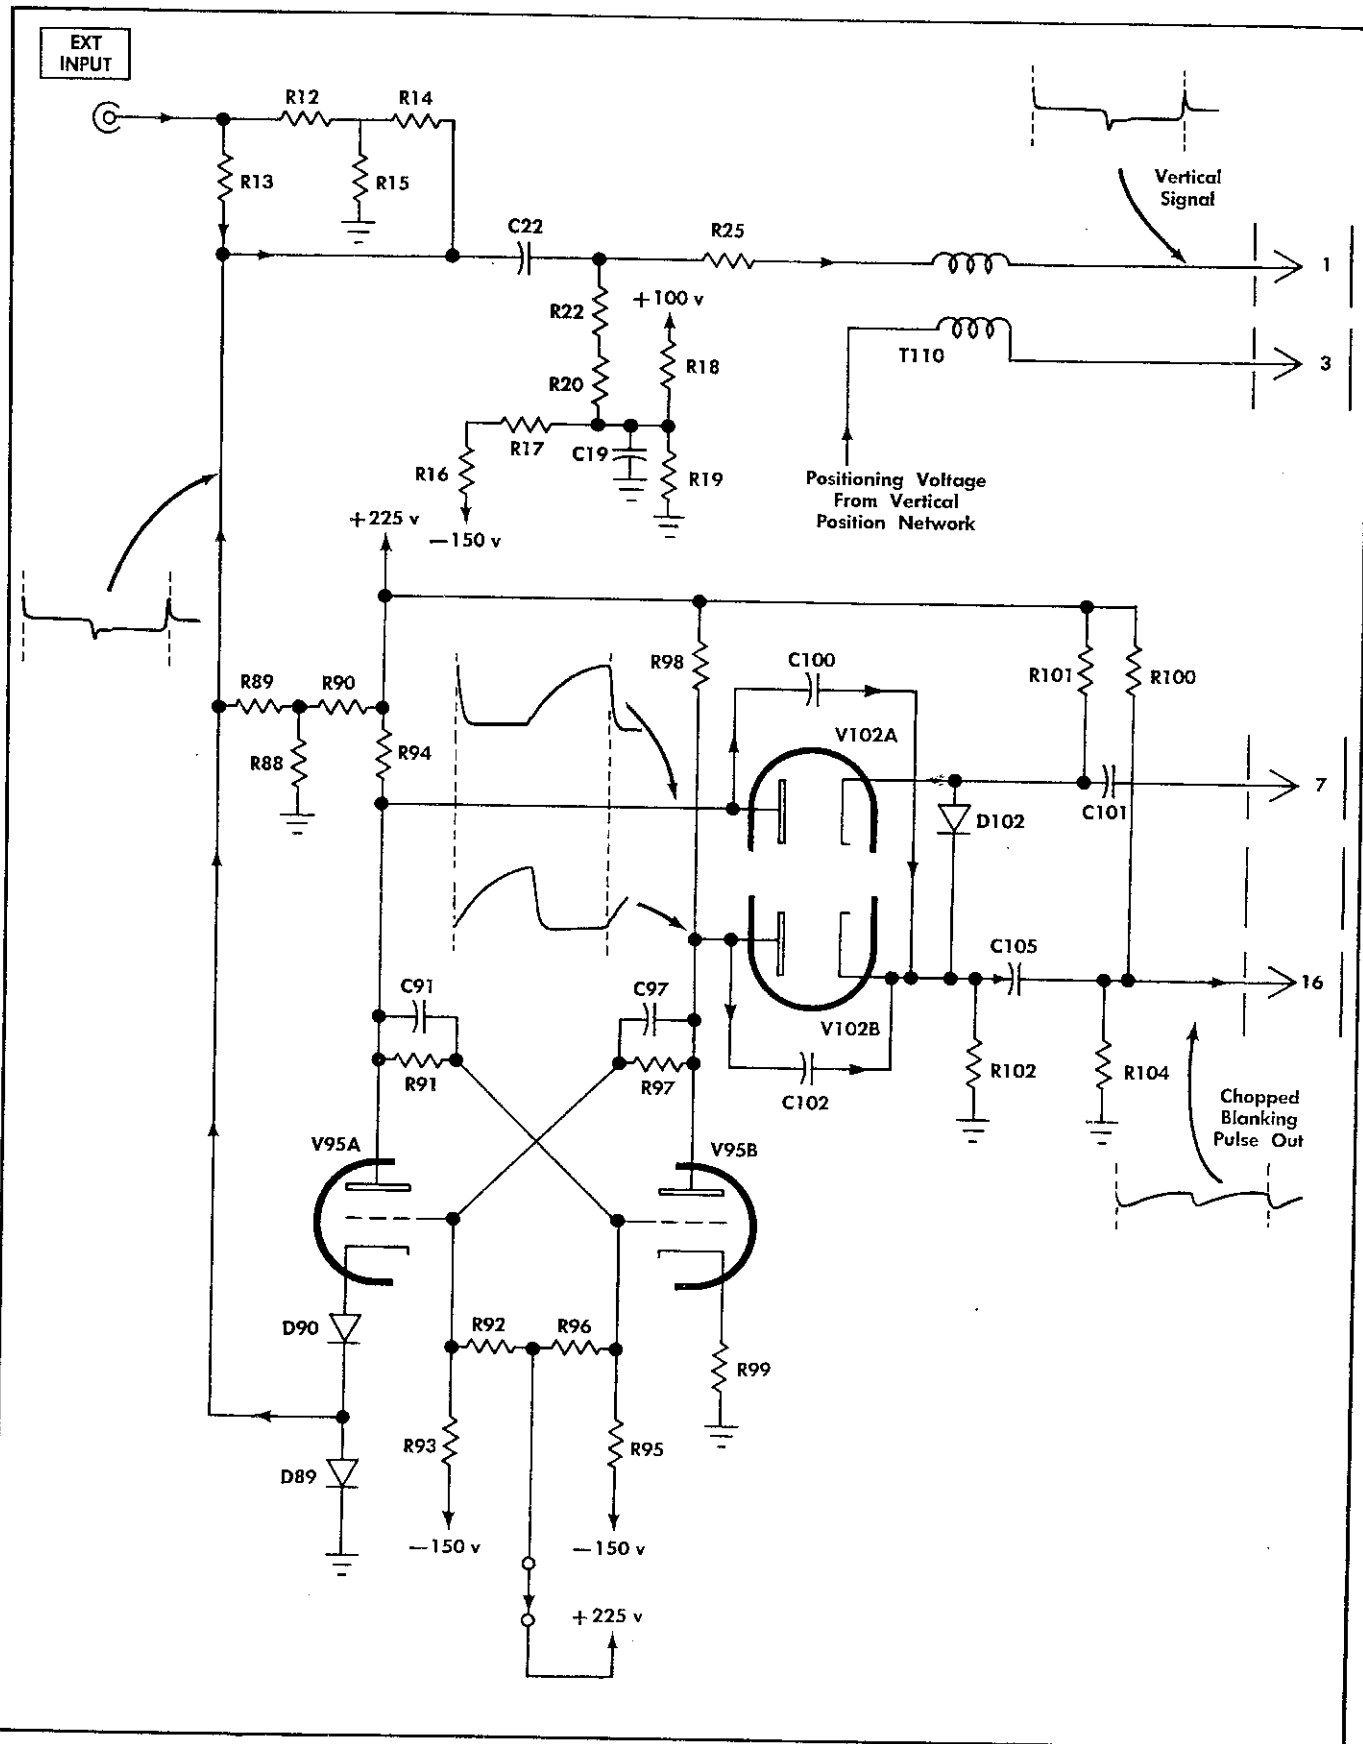 EXT
INPUT
R12
R14
R13
R15
Vertical
Signal
C22
R25
1
R22
+100 v
R18
T110
3
R20
R17
C19
R16
R19
Positioning Voltage
From Vertical
Position Network
+225 v
—150 v
R98
C100
R101
R100
R89
R90
V102A
R94
R88
7
C101
D102
C105
16
C91
C97
V102B
R91
R97
R102
R104
C102
Chopped
Blanking
Pulse Out
V95A
V95B
D90
R92
R96
R99
R93
R95
D89
—150 v
—150 v
+225 v